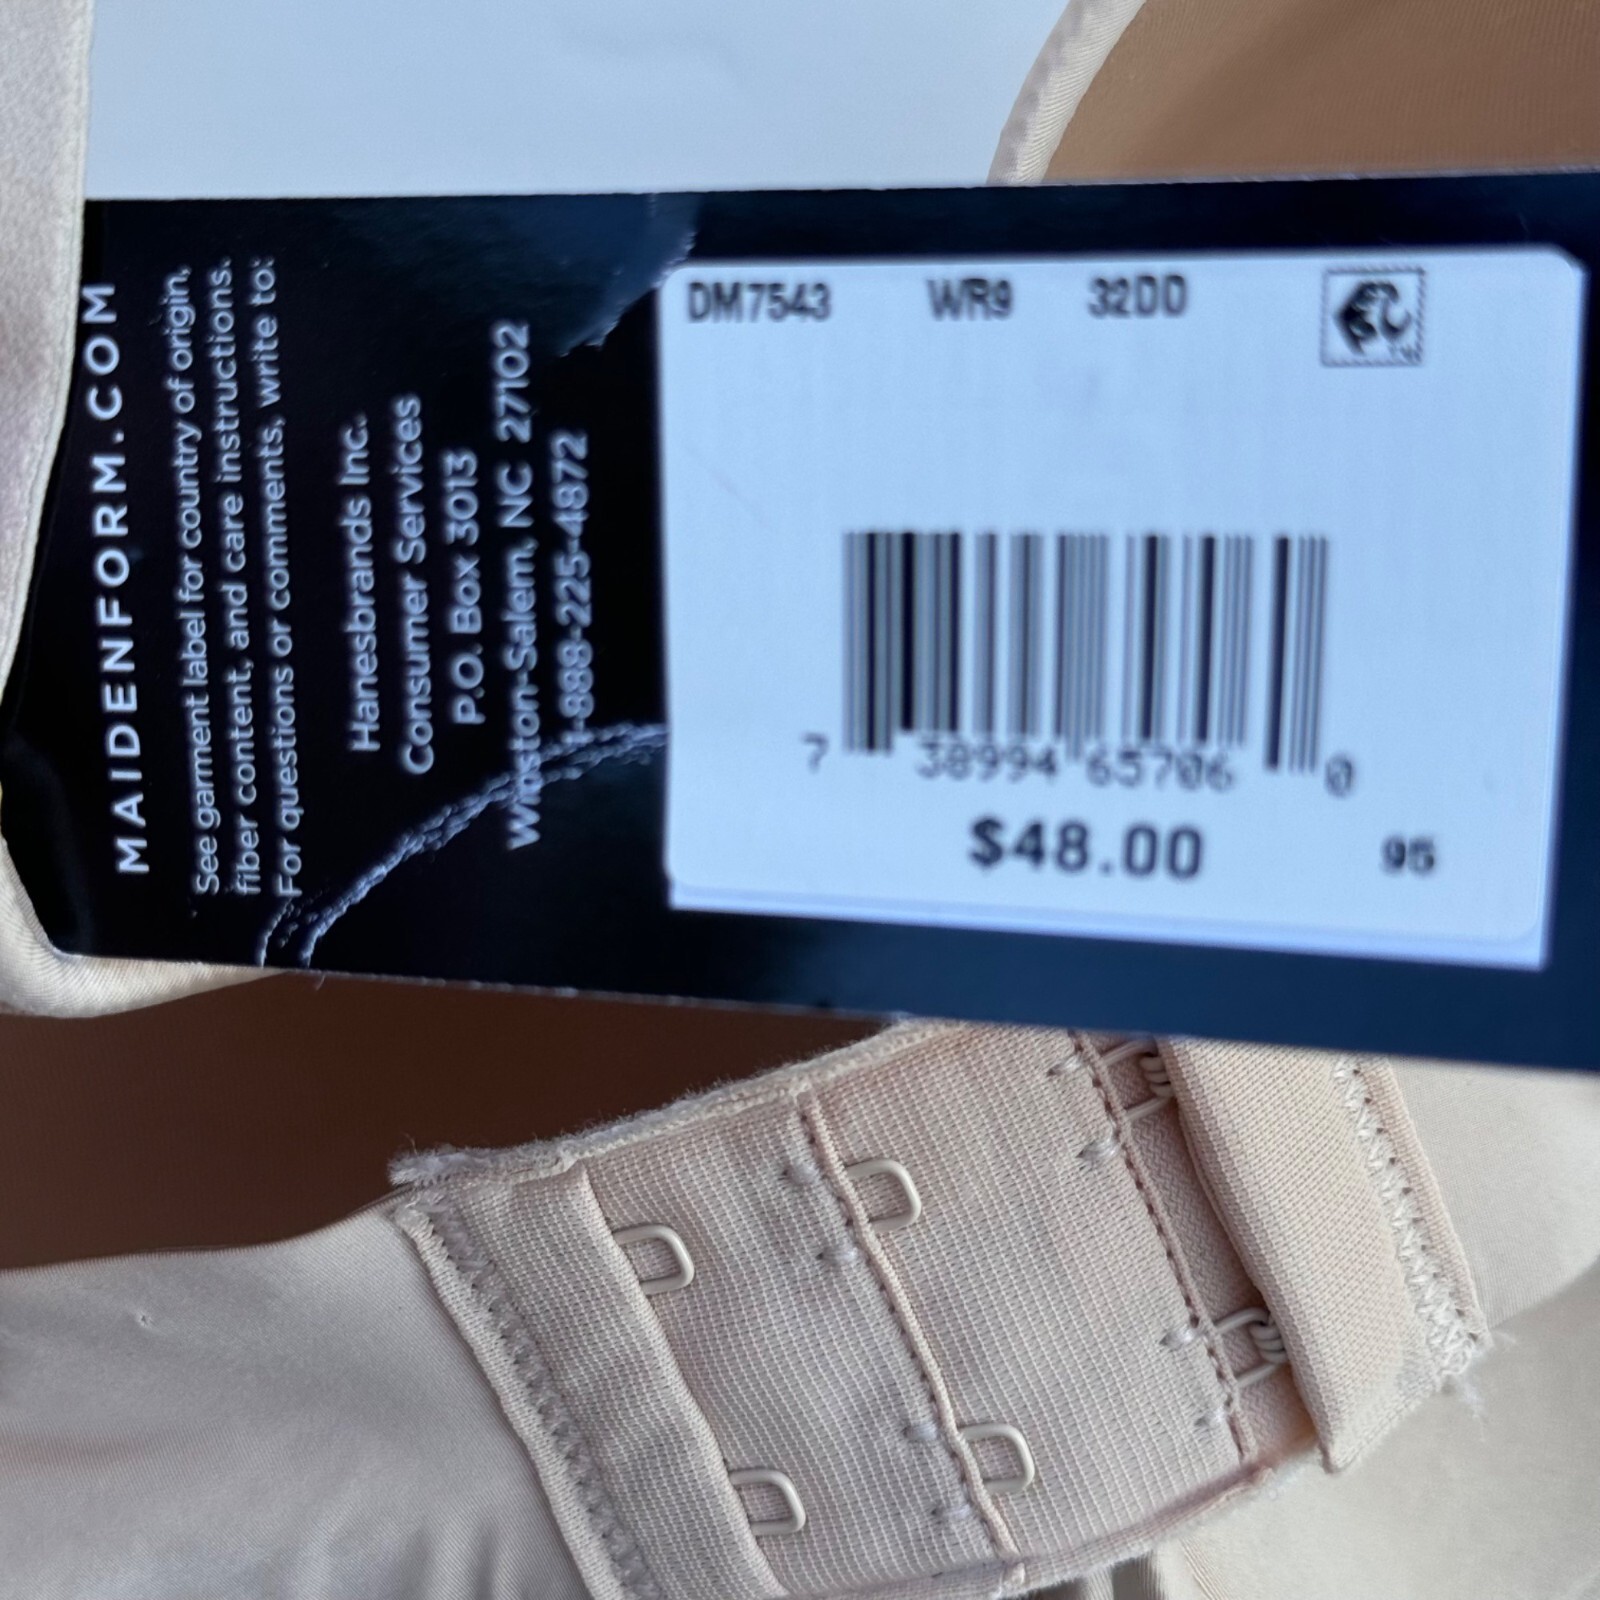 MAIDENFORM.COM
See garment label for country of origin,
fiber content, and care instructions.
For questions or comments, write to:
Hanesbrands Inc.
Consumer Services
P.O. Box 3013
Winston-Salem, NC 27102
1-888-225-4872
DM7543 WR9 32DD
7 38994 65706 0
$48.00 95